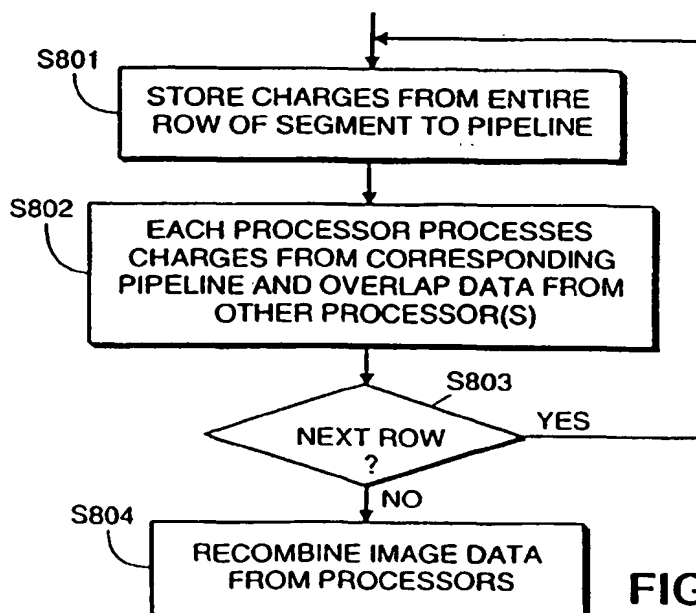 S801
STORE CHARGES FROM ENTIRE
ROW OF SEGMENT TO PIPELINE
S802
EACH PROCESSOR PROCESSES
CHARGES FROM CORRESPONDING
PIPELINE AND OVERLAP DATA FROM
OTHER PROCESSOR(S)
S803
NEXT ROW
?
YES
NO
S804
RECOMBINE IMAGE DATA
FROM PROCESSORS
FIG